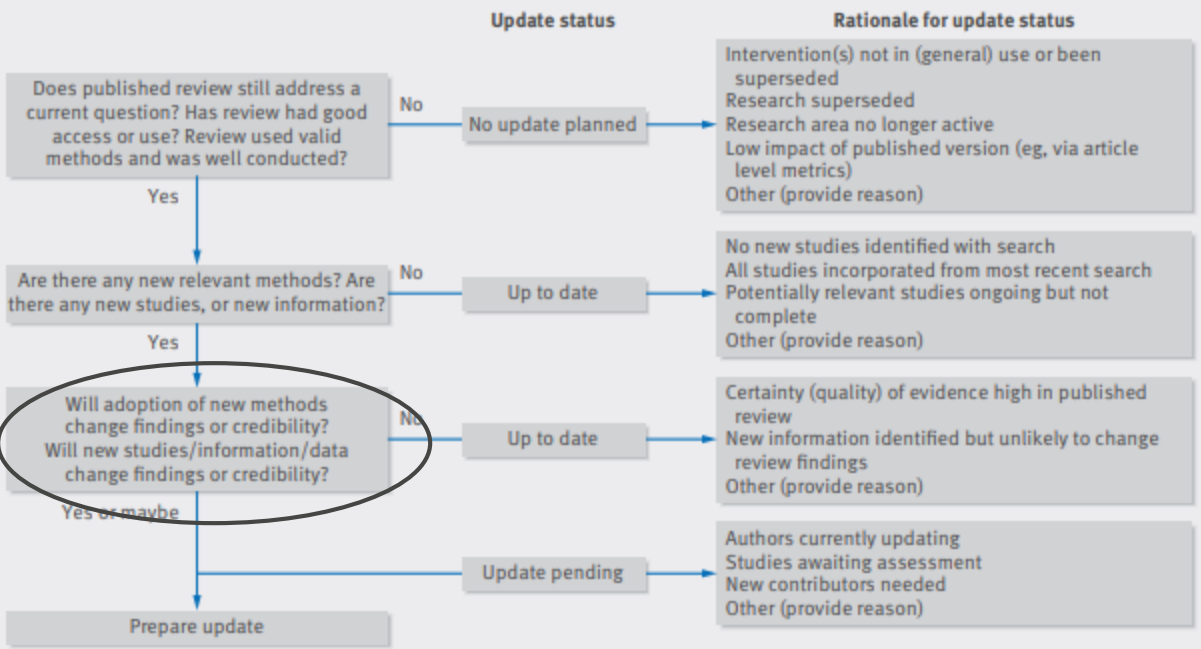 Update status
Rationale for update status
Does published review still address a
current question? Has review had good
access or use? Review used valid
methods and was well conducted?
No
No update planned
Intervention(s) not in (general) use or been
superseded
Research superseded
Research area no longer active
Low impact of published version (eg, via article
level metrics)
Other (provide reason)
Yes
Are there any new relevant methods? Are
there any new studies, or new information?
No
Up to date
No new studies identified with search
All studies incorporated from most recent search
Potentially relevant studies ongoing but not
complete
Other (provide reason)
Yes
Will adoption of new methods
change findings or credibility?
Will new studies/information/data
change findings or credibility?
No
Up to date
Certainty (quality) of evidence high in published
review
New information identified but unlikely to change
review findings
Other (provide reason)
Yes or maybe
Update pending
Authors currently updating
Studies awaiting assessment
New contributors needed
Other (provide reason)
Prepare update